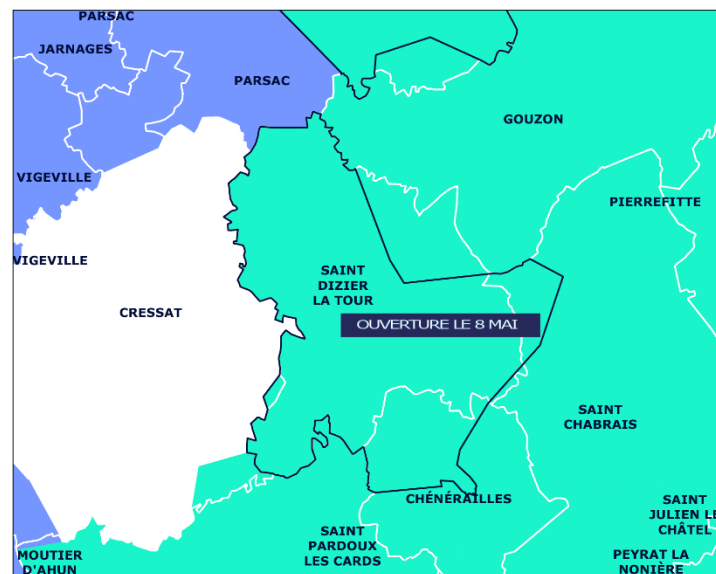 PARSAC
JARNAGES
PARSAC
GOUZON
VIGEVILLE
PIERREFITTE
VIGEVILLE
SAINT
DIZIER
LA TOUR
CRESSAT
OUVERTURE LE 8 MAI
SAINT
CHABRAIS
CHÉNÉRAILLES
SAINT
JULIEN LE
CHÂTEL
SAINT
PARDOUX
LES CARDS
MOUTIER
D'AHUN
PEYRAT LA
NONIÈRE